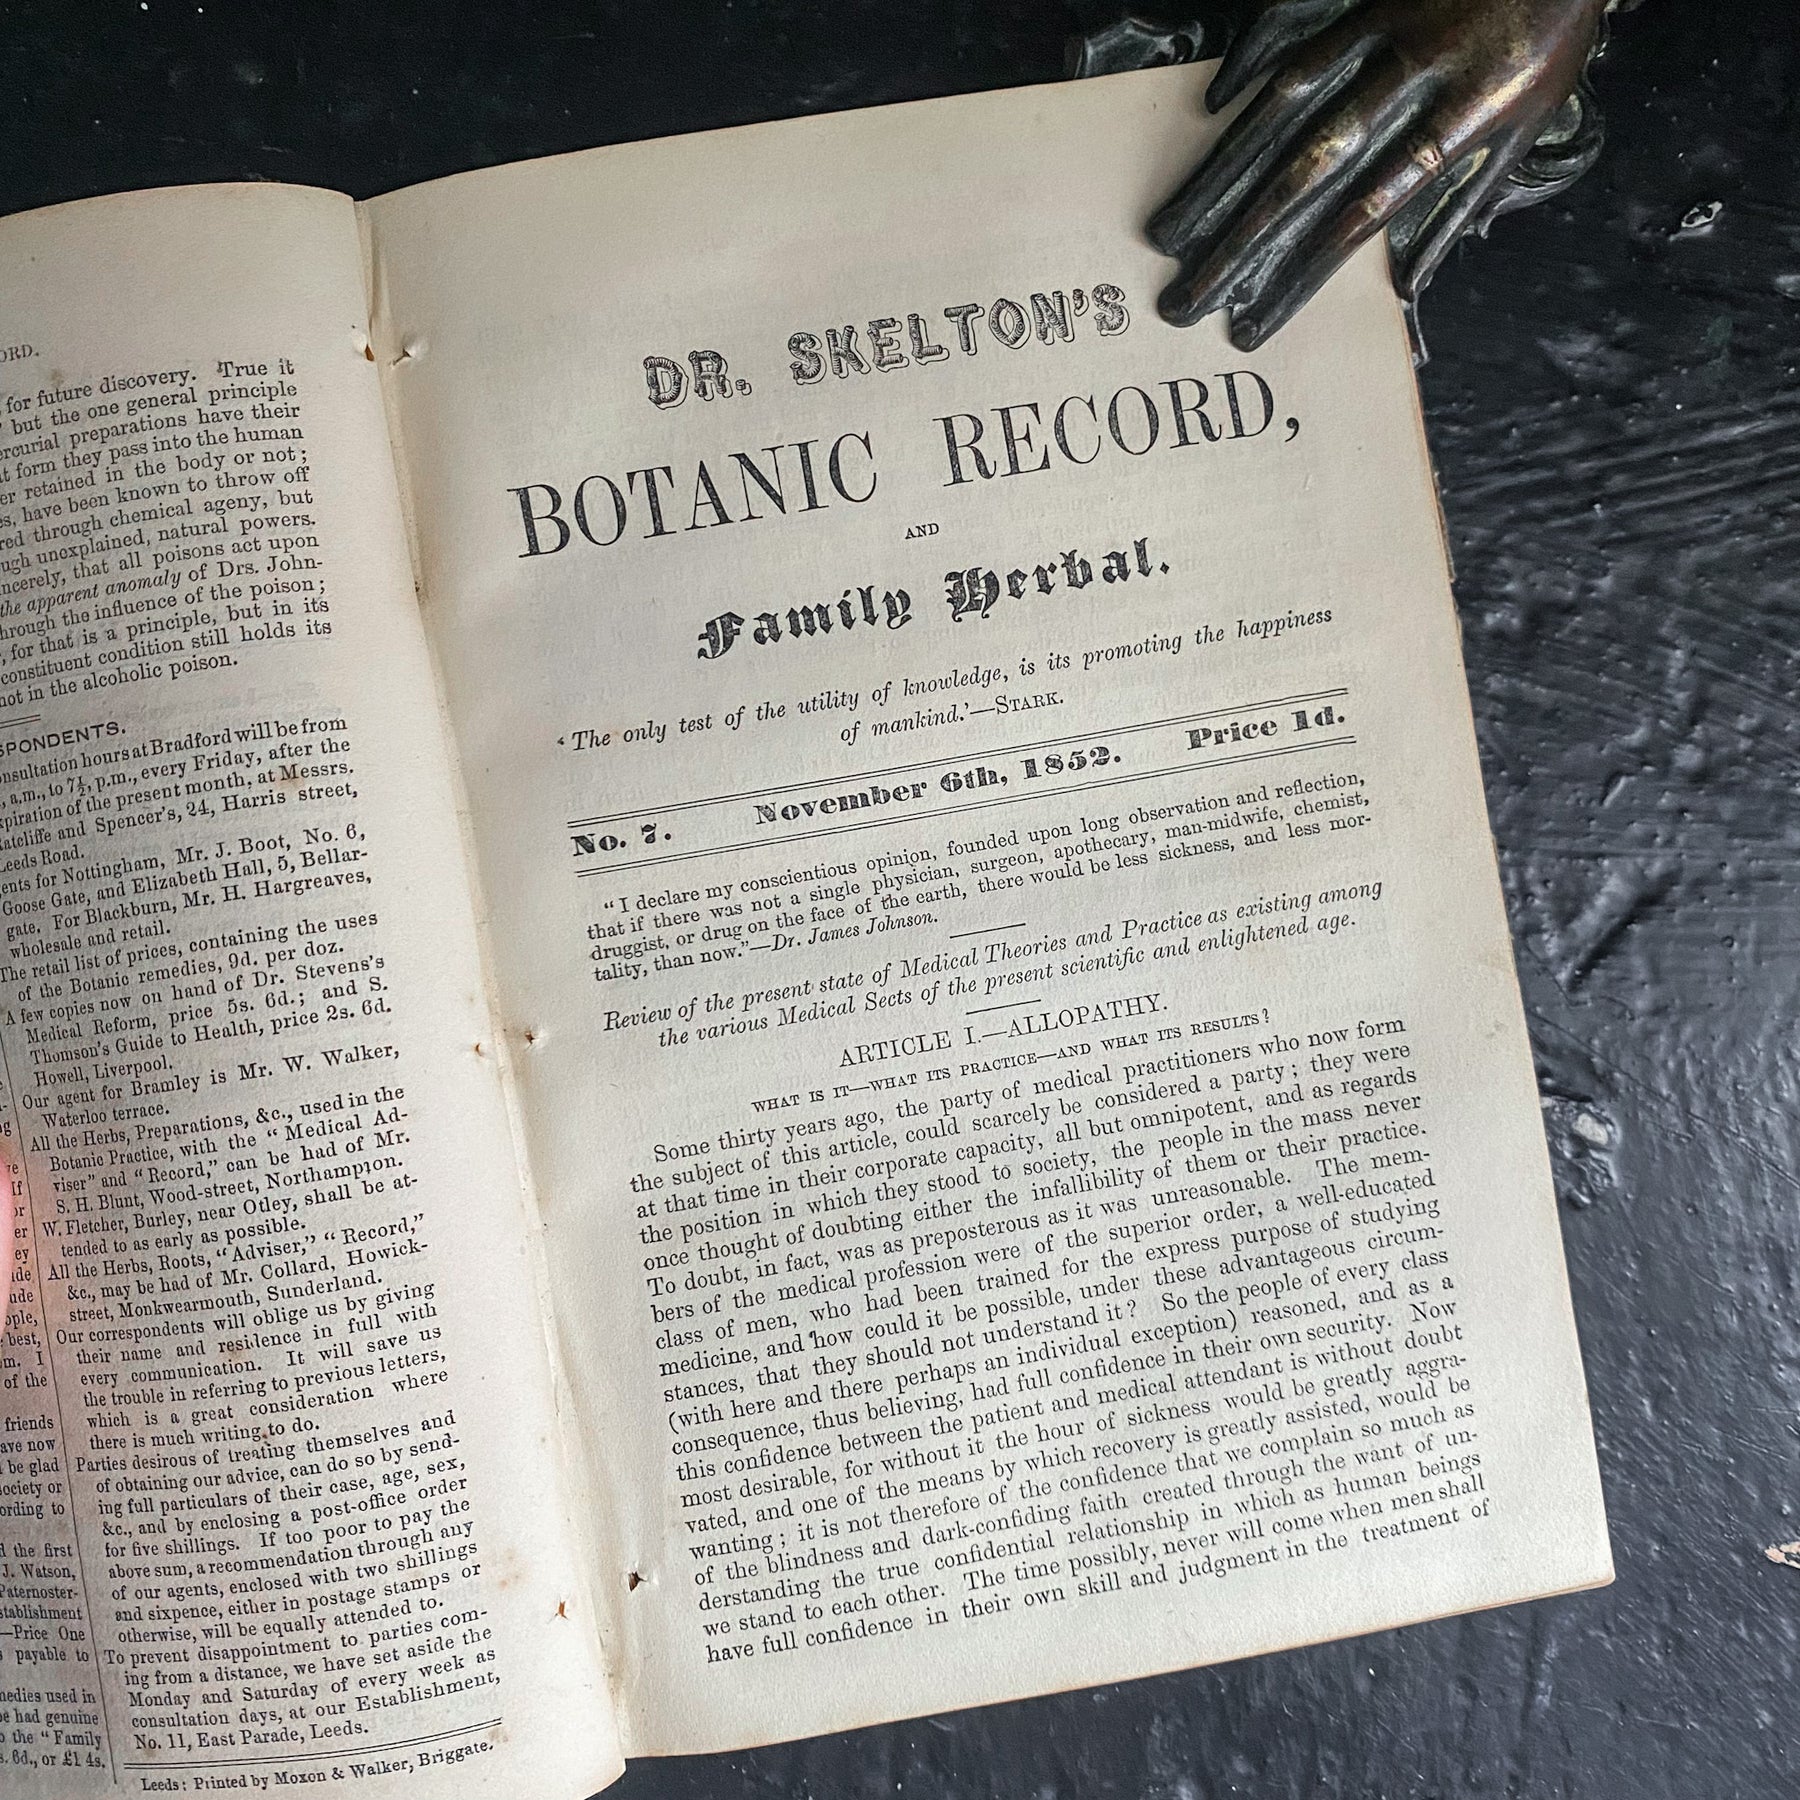 ORD.
for future discovery. True it
but the one general principle
ercurial preparations have their
t form they pass into the human
er retained in the body or not;
s, have been known to throw off
red through chemical ageny, but
ugh unexplained, natural powers.
ncerely, that all poisons act upon
the apparent anomaly of Drs. John-
hrough the influence of the poison;
, for that is a principle, but in its
constituent condition still holds its
not in the alcoholic poison.
SPONDENTS.
onsultation hours at Bradford will be from
, a.m., to 7½, p.m., every Friday, after the
xpiration of the present month, at Messrs.
Ratcliffe and Spencer's, 24, Harris street,
Leeds Road.
ents for Nottingham, Mr. J. Boot, No. 6,
Goose Gate, and Elizabeth Hall, 5, Bellar-
gate. For Blackburn, Mr. H. Hargreaves,
wholesale and retail.
The retail list of prices, containing the uses
of the Botanic remedies, 9d. per doz.
A few copies now on hand of Dr. Stevens's
Medical Reform, price 5s. 6d.; and S.
Thomson's Guide to Health, price 2s. 6d.
Howell, Liverpool.
Our agent for Bramley is Mr. W. Walker,
Waterloo terrace.
All the Herbs, Preparations, &c., used in the
Botanic Practice, with the "Medical Ad-
viser" and "Record," can be had of Mr.
S. H. Blunt, Wood-street, Northampton.
W. Fletcher, Burley, near Otley, shall be at-
tended to as early as possible.
All the Herbs, Roots, "Adviser," "Record,"
&c., may be had of Mr. Collard, Howick-
street, Monkwearmouth, Sunderland.
Our correspondents will oblige us by giving
their name and residence in full with
every communication. It will save us
the trouble in referring to previous letters,
which is a great consideration where
there is much writing to do.
Parties desirous of treating themselves and
of obtaining our advice, can do so by send-
ing full particulars of their case, age, sex,
&c., and by enclosing a post-office order
for five shillings. If too poor to pay the
above sum, a recommendation through any
of our agents, enclosed with two shillings
and sixpence, either in postage stamps or
otherwise, will be equally attended to.
To prevent disappointment to parties com-
ing from a distance, we have set aside the
Monday and Saturday of every week as
consultation days, at our Establishment,
No. 11, East Parade, Leeds.
Leeds: Printed by Moxon & Walker, Briggate.
DR. SKELTON'S
BOTANIC RECORD,
AND
Family Herbal.
'The only test of the utility of knowledge, is its promoting the happiness
of mankind.'—STARK.
No. 7. November 6th, 1852. Price 1d.
"I declare my conscientious opinion, founded upon long observation and reflection,
that if there was not a single physician, surgeon, apothecary, man-midwife, chemist,
druggist, or drug on the face of the earth, there would be less sickness, and less mor-
tality, than now."—Dr. James Johnson.
Review of the present state of Medical Theories and Practice as existing among
the various Medical Sects of the present scientific and enlightened age.
ARTICLE I.—ALLOPATHY.
WHAT IS IT—WHAT ITS PRACTICE—AND WHAT ITS RESULTS?
Some thirty years ago, the party of medical practitioners who now form
the subject of this article, could scarcely be considered a party; they were
at that time in their corporate capacity, all but omnipotent, and as regards
the position in which they stood to society, the people in the mass never
once thought of doubting either the infallibility of them or their practice.
To doubt, in fact, was as preposterous as it was unreasonable. The mem-
bers of the medical profession were of the superior order, a well-educated
class of men, who had been trained for the express purpose of studying
medicine, and how could it be possible, under these advantageous circum-
stances, that they should not understand it? So the people of every class
(with here and there perhaps an individual exception) reasoned, and as a
consequence, thus believing, had full confidence in their own security. Now
this confidence between the patient and medical attendant is without doubt
most desirable, for without it the hour of sickness would be greatly aggra-
vated, and one of the means by which recovery is greatly assisted, would be
wanting; it is not therefore of the confidence that we complain so much as
of the blindness and dark-confiding faith created through the want of un-
derstanding the true confidential relationship in which as human beings
we stand to each other. The time possibly, never will come when men shall
have full confidence in their own skill and judgment in the treatment of